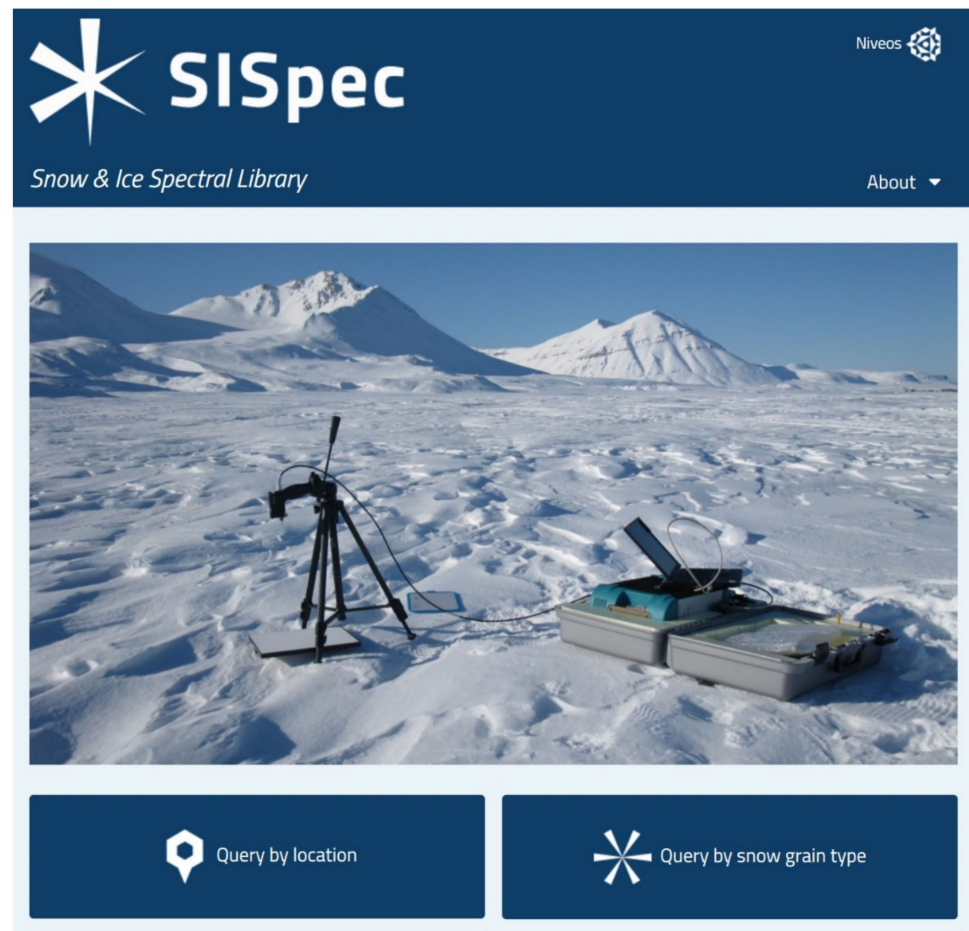 Niveos
SISpec
Snow & Ice Spectral Library
About
Query by location
Query by snow grain type